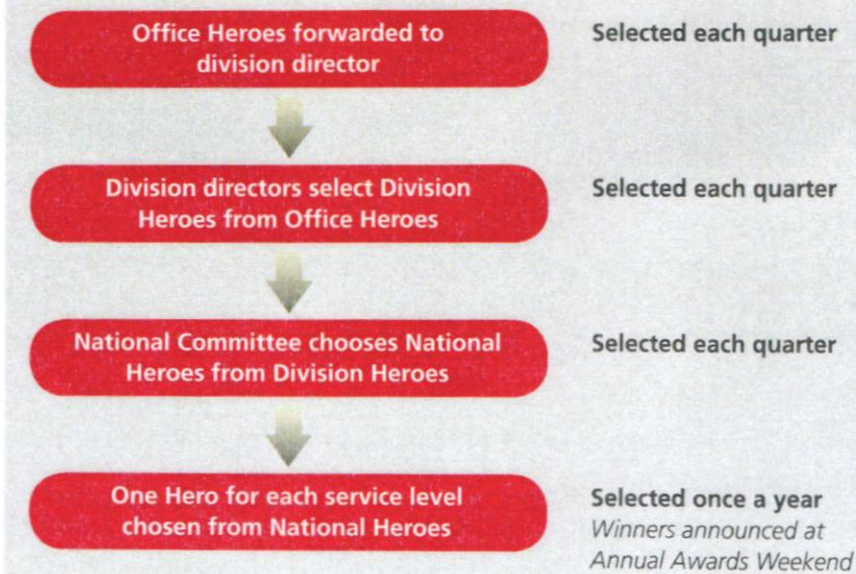 Office Heroes forwarded to
division director
Selected each quarter
Division directors select Division
Heroes from Office Heroes
Selected each quarter
National Committee chooses National
Heroes from Division Heroes
Selected each quarter
One Hero for each service level
chosen from National Heroes
Selected once a year
Winners announced at
Annual Awards Weekend